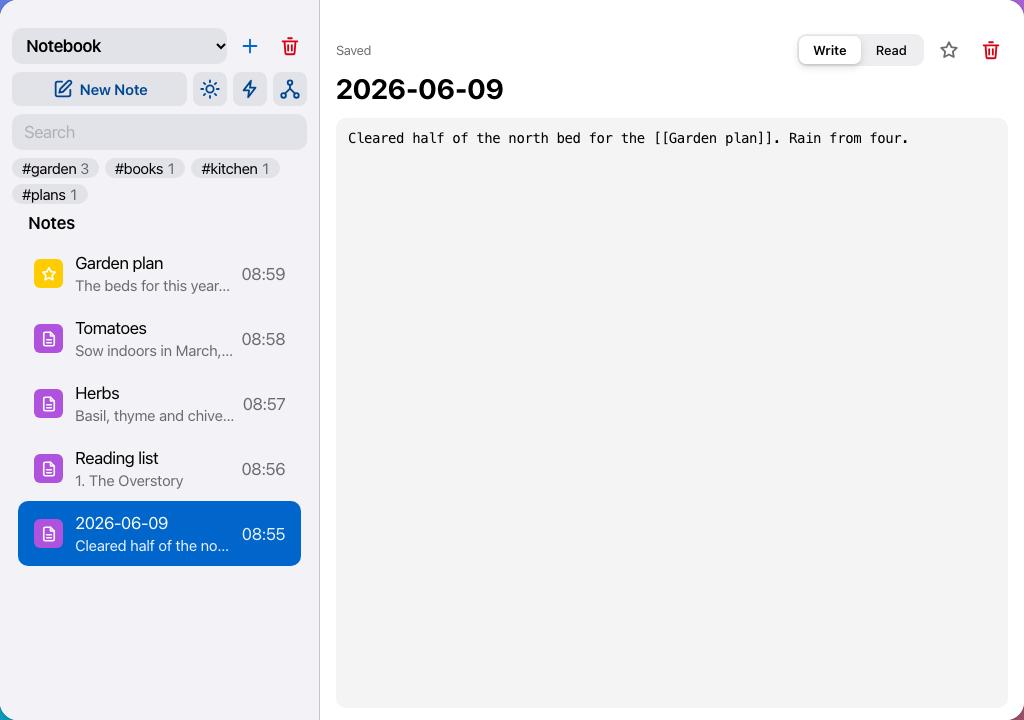 Notebook
New Note
Search
#garden 3
#books 1
#kitchen 1
#plans 1
Notes
Garden plan
The beds for this year...
08:59
Tomatoes
Sow indoors in March,...
08:58
Herbs
Basil, thyme and chive...
08:57
Reading list
1. The Overstory
08:56
2026-06-09
Cleared half of the no...
08:55
Saved
Write
Read
2026-06-09
Cleared half of the north bed for the [[Garden plan]]. Rain from four.